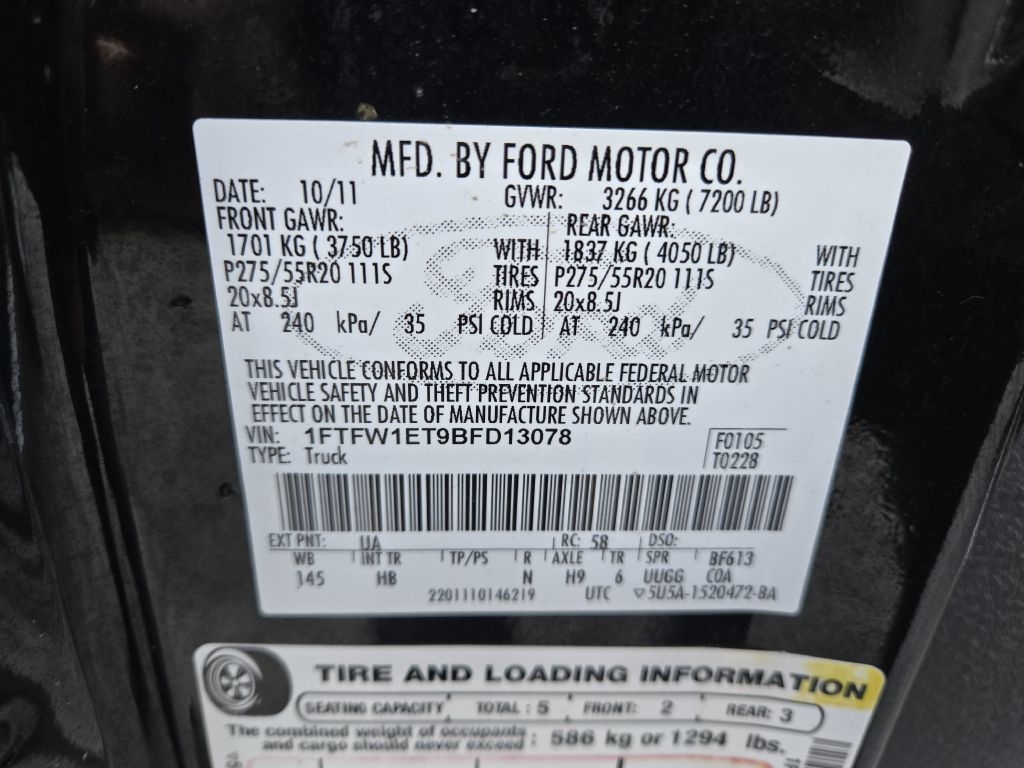 MFD. BY FORD MOTOR CO.
DATE: 10/11 GVWR: 3266 KG ( 7200 LB)
FRONT GAWR: REAR GAWR:
1701 KG ( 3750 LB) WITH 1837 KG ( 4050 LB) WITH
P275/55R20 111S TIRES P275/55R20 111S TIRES
20x8.5J RIMS 20x8.5J RIMS
AT 240 kPa/ 35 PSI COLD AT 240 kPa/ 35 PSI COLD
THIS VEHICLE CONFORMS TO ALL APPLICABLE FEDERAL MOTOR
VEHICLE SAFETY AND THEFT PREVENTION STANDARDS IN
EFFECT ON THE DATE OF MANUFACTURE SHOWN ABOVE.
VIN: 1FTFW1ET9BFD13078 F0105
TYPE: Truck T0228
EXT PNT: UA RC: 58 DSO:
WB INT TR TP/PS R AXLE TR SPR BF613
145 HB N H9 6 UUGG COA
2201110146219 UTC ▽5U5A-1520472-BA
TIRE AND LOADING INFORMATION
SEATING CAPACITY TOTAL : 5 FRONT: 2 REAR: 3
The combined weight of occupants
and cargo should never exceed : 586 kg or 1294 lbs.